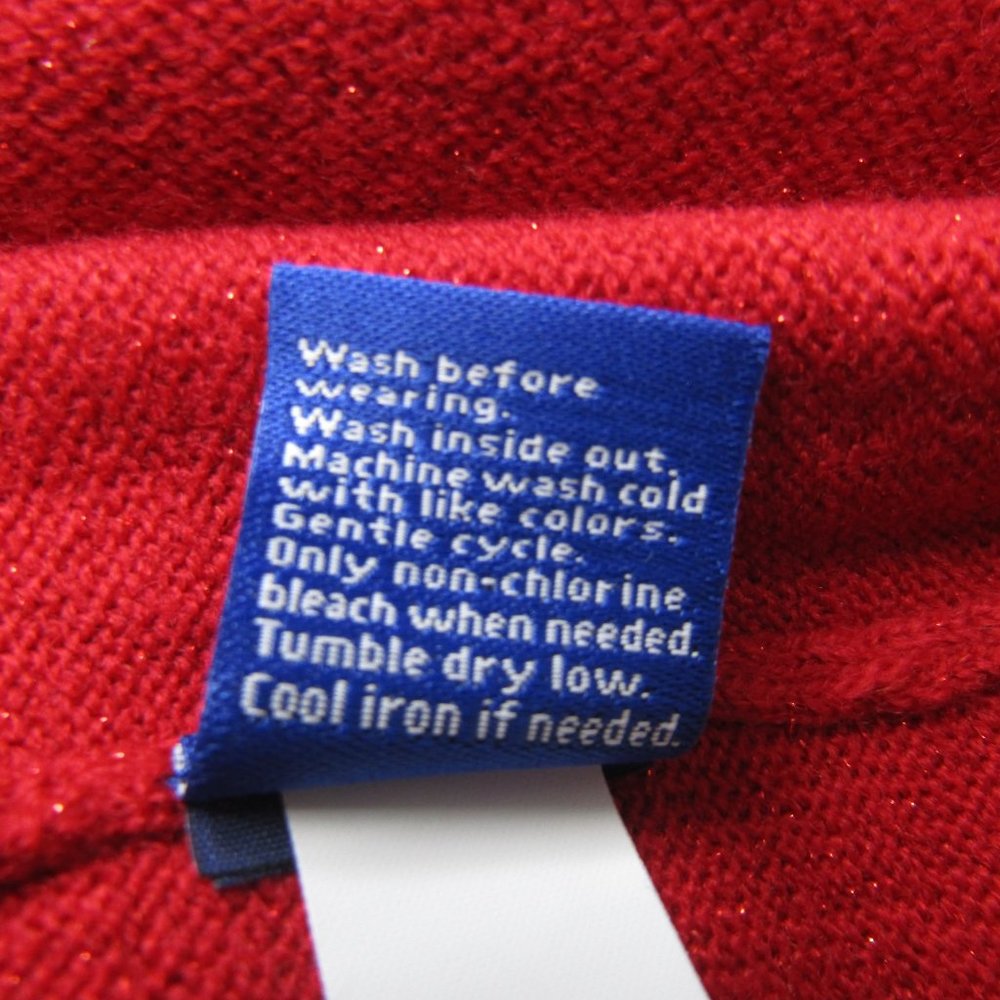 Wash before
wearing.
Wash inside out.
Machine wash cold
with like colors.
Gentle cycle.
Only non-chlorine
bleach when needed.
Tumble dry low.
Cool iron if needed.